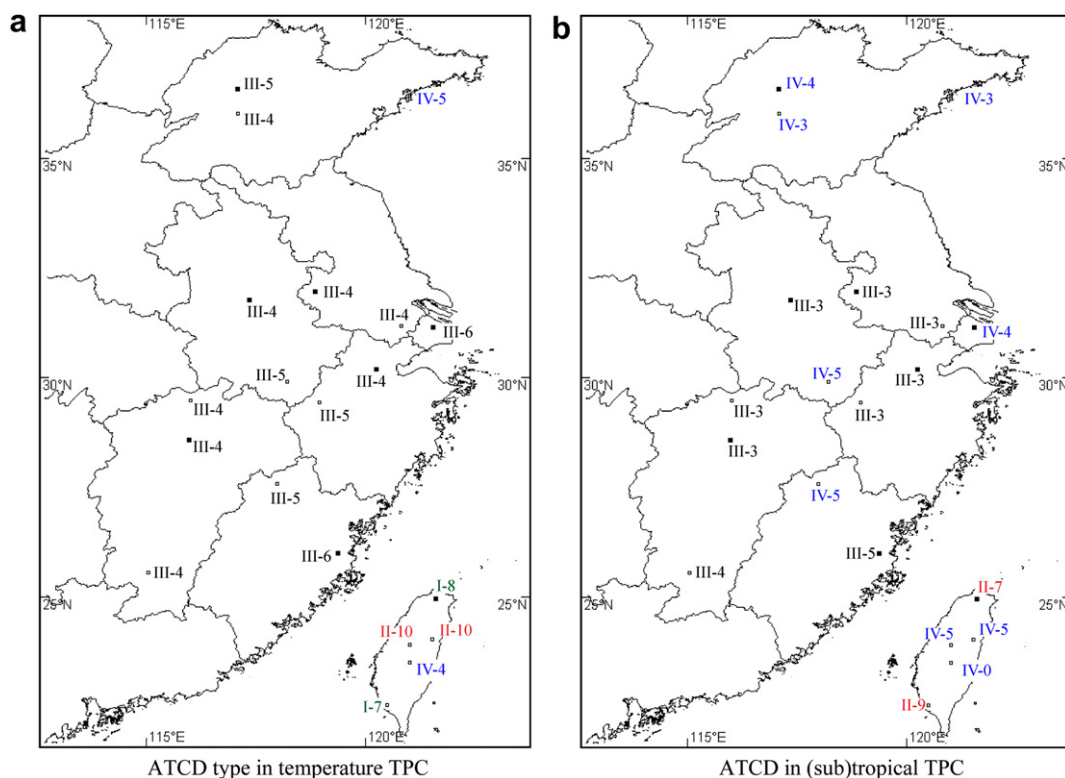 a
115°E
120°E
III-5
IV-5
III-4
35°N
35°N
III-4
III-4
III-4
III-6
III-5
III-4
30°N
30°N
III-4
III-5
III-4
III-5
III-6
III-4
I-8
25°N
25°N
II-10
II-10
IV-4
I-7
115°E
120°E
ATCD type in temperature TPC
b
115°E
120°E
IV-4
IV-3
IV-3
35°N
35°N
III-3
III-3
III-3
IV-4
IV-5
III-3
30°N
30°N
III-3
III-3
III-3
IV-5
III-5
III-4
II-7
25°N
25°N
IV-5
IV-5
IV-0
II-9
115°E
120°E
ATCD in (sub)tropical TPC